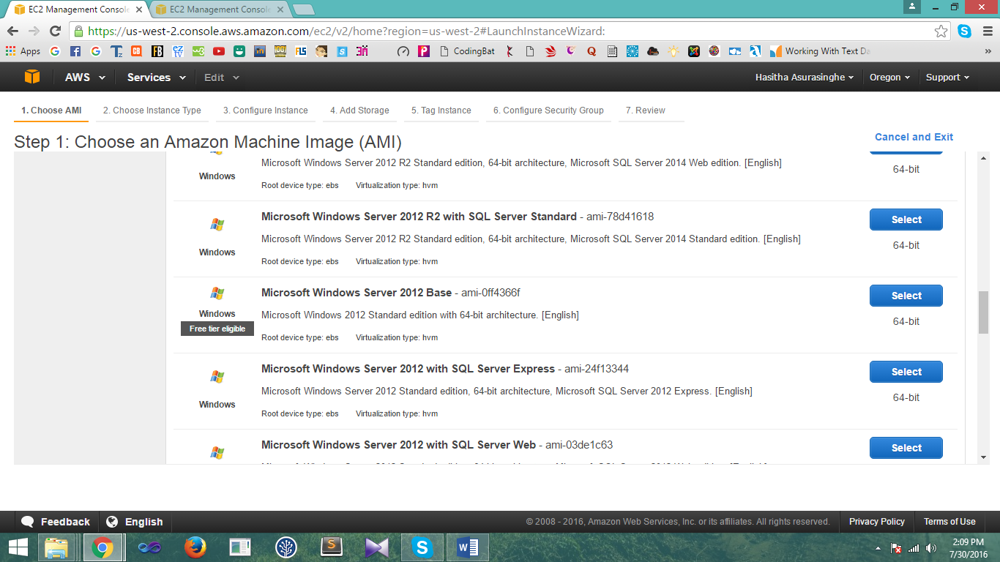 EC2 Management Console
EC2 Management Console
https://us-west-2.console.aws.amazon.com/ec2/v2/home?region=us-west-2#LaunchInstanceWizard:
Apps
CodingBat
Working With Text Da
AWS
Services
Edit
Hasitha Asurasinghe
Oregon
Support
1. Choose AMI
2. Choose Instance Type
3. Configure Instance
4. Add Storage
5. Tag Instance
6. Configure Security Group
7. Review
Step 1: Choose an Amazon Machine Image (AMI)
Cancel and Exit
Windows
Microsoft Windows Server 2012 R2 Standard edition, 64-bit architecture, Microsoft SQL Server 2014 Web edition. [English]
Root device type: ebs Virtualization type: hvm
64-bit
Windows
Microsoft Windows Server 2012 R2 with SQL Server Standard - ami-78d41618
Microsoft Windows Server 2012 R2 Standard edition, 64-bit architecture, Microsoft SQL Server 2014 Standard edition. [English]
Root device type: ebs Virtualization type: hvm
Select
64-bit
Windows
Free tier eligible
Microsoft Windows Server 2012 Base - ami-0ff4366f
Microsoft Windows 2012 Standard edition with 64-bit architecture. [English]
Root device type: ebs Virtualization type: hvm
Select
64-bit
Windows
Microsoft Windows Server 2012 with SQL Server Express - ami-24f13344
Microsoft Windows Server 2012 Standard edition, 64-bit architecture, Microsoft SQL Server 2012 Express. [English]
Root device type: ebs Virtualization type: hvm
Select
64-bit
Microsoft Windows Server 2012 with SQL Server Web - ami-03de1c63
Select
Feedback
English
© 2008 - 2016, Amazon Web Services, Inc. or its affiliates. All rights reserved.
Privacy Policy
Terms of Use
2:09 PM
7/30/2016